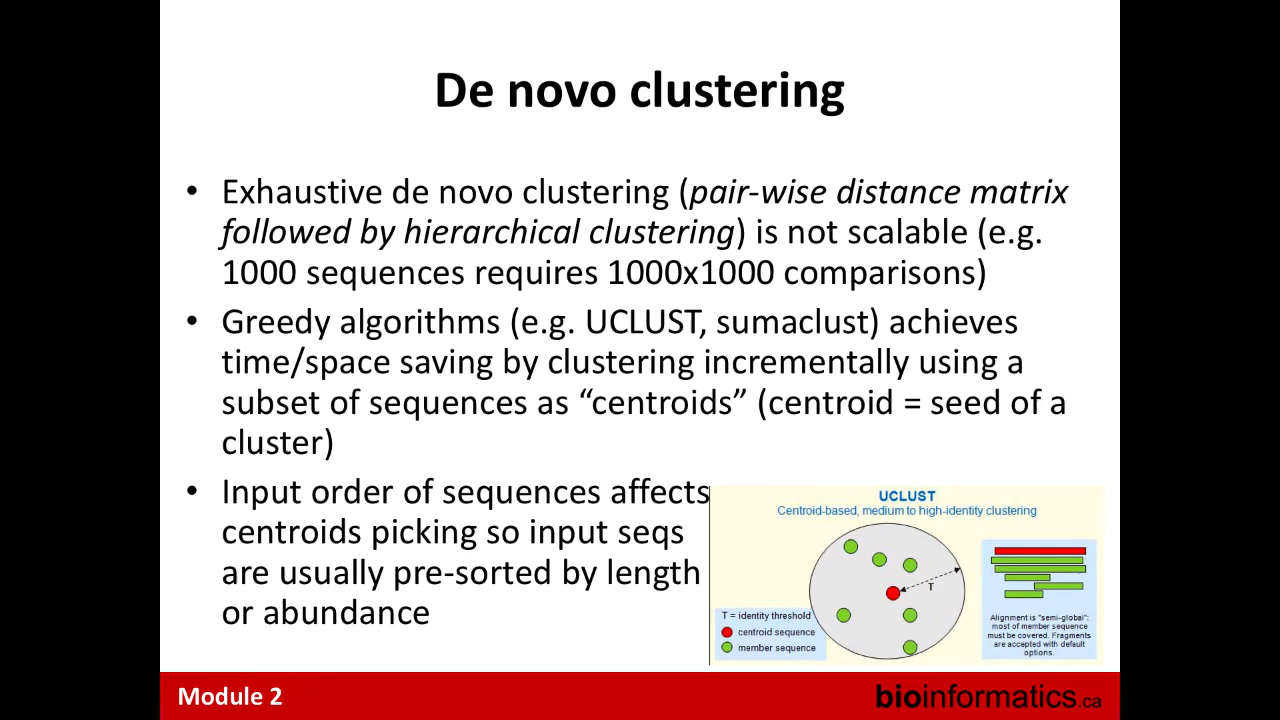 De novo clustering
• Exhaustive de novo clustering (pair-wise distance matrix
followed by hierarchical clustering) is not scalable (e.g.
1000 sequences requires 1000x1000 comparisons)
• Greedy algorithms (e.g. UCLUST, sumaclust) achieves
time/space saving by clustering incrementally using a
subset of sequences as “centroids” (centroid = seed of a
cluster)
• Input order of sequences affects
centroids picking so input seqs
are usually pre-sorted by length
or abundance
UCLUST
Centroid-based, medium to high-identity clustering
T
T = identity threshold
centroid sequence
member sequence
Alignment is "semi-global":
most of member sequence
must be covered. Fragments
are accepted with default
options.
Module 2
bioinformatics.ca